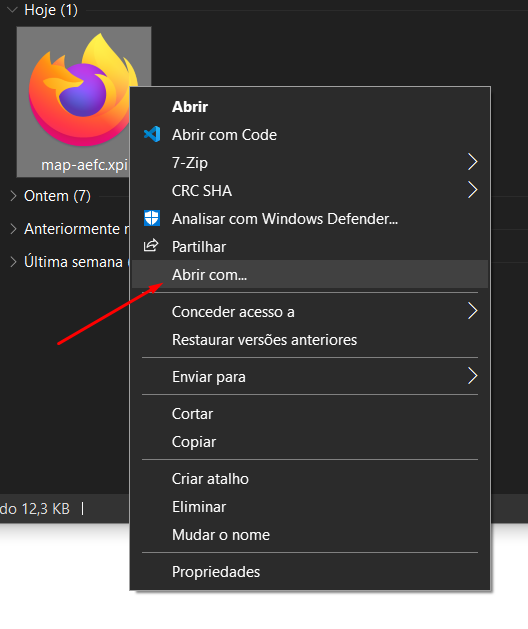 Hoje (1)
map-aefc.xpi
Ontem (7)
Anteriormente
Última semana
Abrir
Abrir com Code
7-Zip
CRC SHA
Analisar com Windows Defender...
Partilhar
Abrir com...
Conceder acesso a
Restaurar versões anteriores
Enviar para
Cortar
Copiar
Criar atalho
Eliminar
Mudar o nome
Propriedades
do 12,3 KB